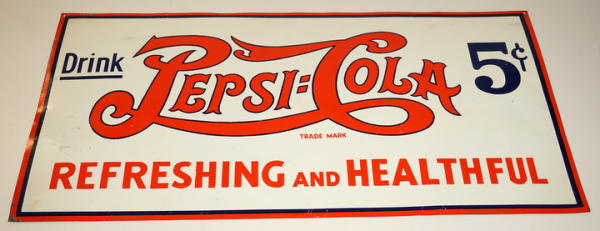 Drink PEPSI=COLA 5¢
TRADE MARK
REFRESHING AND HEALTHFUL